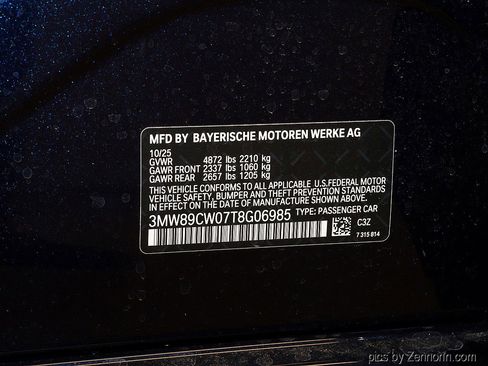 MFD BY BAYERISCHE MOTOREN WERKE AG
10/25
GVWR 4872 lbs 2210 kg
GAWR FRONT 2337 lbs 1060 kg
GAWR REAR 2657 lbs 1205 kg
THIS VEHICLE CONFORMS TO ALL APPLICABLE U.S.FEDERAL MOTOR
VEHICLE SAFETY, BUMPER AND THEFT PREVENTION STANDARDS
IN EFFECT ON THE DATE OF MANUFACTURE SHOWN ABOVE.
3MW89CW07T8G06985 TYPE: PASSENGER CAR
C3Z
7 315 814
pics by Zennorin.com